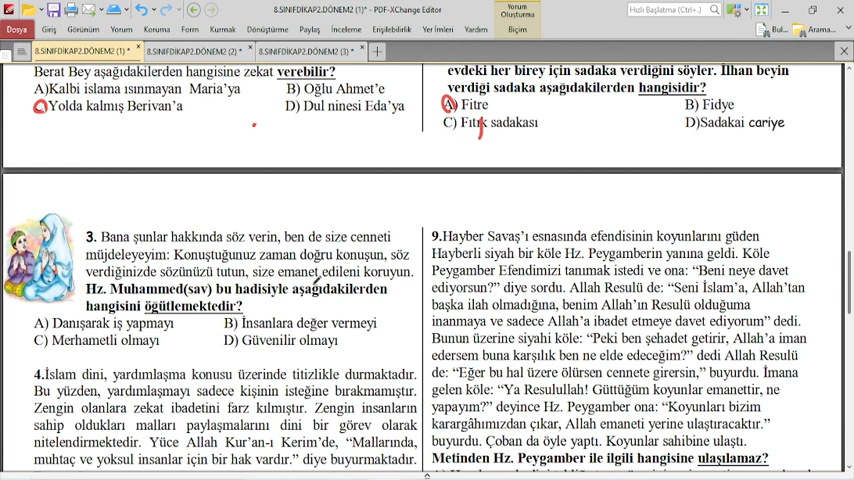 8.SINIFDİKAP2.DÖNEM2 (1)* * - PDF-XChange Editor
Yorum Oluşturma
Hızlı Başlatma (Ctrl+.)
Dosya Giriş Görünüm Yorum Kurmak Dönüştürme Paylaş İnceleme Erişilebilirlik Yer İmleri Yardım Biçim
Bul... Arama...
8.SINIFDİKAP2.DÖNEM2 (1) * 8.SINIFDİKAP2.DÖNEM2 (2) * 8.SINIFDİKAP2.DÖNEM2 (3) *
Berat Bey aşağıdakilerden hangisine zekat verebilir?
A)Kalbi islama ısınmayan Maria’ya B) Oğlu Ahmet’e
C)Yolda kalmış Berivan’a D) Dul ninesi Eda’ya
evdeki her birey için sadaka verdiğini söyler. İlhan beyin
verdiği sadaka aşağıdakilerden hangisidir?
A) Fitre B) Fidye
C) Fıtık sadakası D)Sadakai cariye
3. Bana şunlar hakkında söz verin, ben de size cenneti
müjdeleyeyim: Konuştuğunuz zaman doğru konuşun, söz
verdiğinizde sözünüzü tutun, size emanet edileni koruyun.
Hz. Muhammed(sav) bu hadisiyle aşağıdakilerden
hangisini öğütlemektedir?
A) Danışarak iş yapmayı B) İnsanlara değer vermeyi
C) Merhametli olmayı D) Güvenilir olmayı
4.İslam dini, yardımlaşma konusu üzerinde titizlikle durmaktadır.
Bu yüzden, yardımlaşmayı sadece kişinin isteğine bırakmamıştır.
Zengin olanlara zekat ibadetini farz kılmıştır. Zengin insanların
sahip oldukları malları paylaşmalarını dini bir görev olarak
nitelendirmektedir. Yüce Allah Kur’an-ı Kerim’de, “Mallarında,
muhtaç ve yoksul insanlar için bir hak vardır.” diye buyurmaktadır.
9.Hayber Savaş’ı esnasında efendisinin koyunlarını güden
Hayberli siyah bir köle Hz. Peygamberin yanına geldi. Köle
Peygamber Efendimizi tanımak istedi ve ona: “Beni neye davet
ediyorsun?” diye sordu. Allah Resulü de: “Seni İslam’a, Allah’tan
başka ilah olmadığına, benim Allah’ın Resulü olduğuma
inanmaya ve sadece Allah’a ibadet etmeye davet ediyorum” dedi.
Bunun üzerine siyahi köle: “Peki ben şehadet getirir, Allah’a iman
edersem buna karşılık ben ne elde edeceğim?” dedi Allah Resulü
de: “Eğer bu hal üzere ölürsen cennete girersin,” buyurdu. İmana
gelen köle: “Ya Resulullah! Güttüğüm koyunlar emanettir, ne
yapayım?” deyince Hz. Peygamber ona: “Koyunları bizim
karargâhımızdan çıkar, Allah emaneti yerine ulaştıracaktır.”
buyurdu. Çoban da öyle yaptı. Koyunlar sahibine ulaştı.
Metinden Hz. Peygamber ile ilgili hangisine ulaşılamaz?